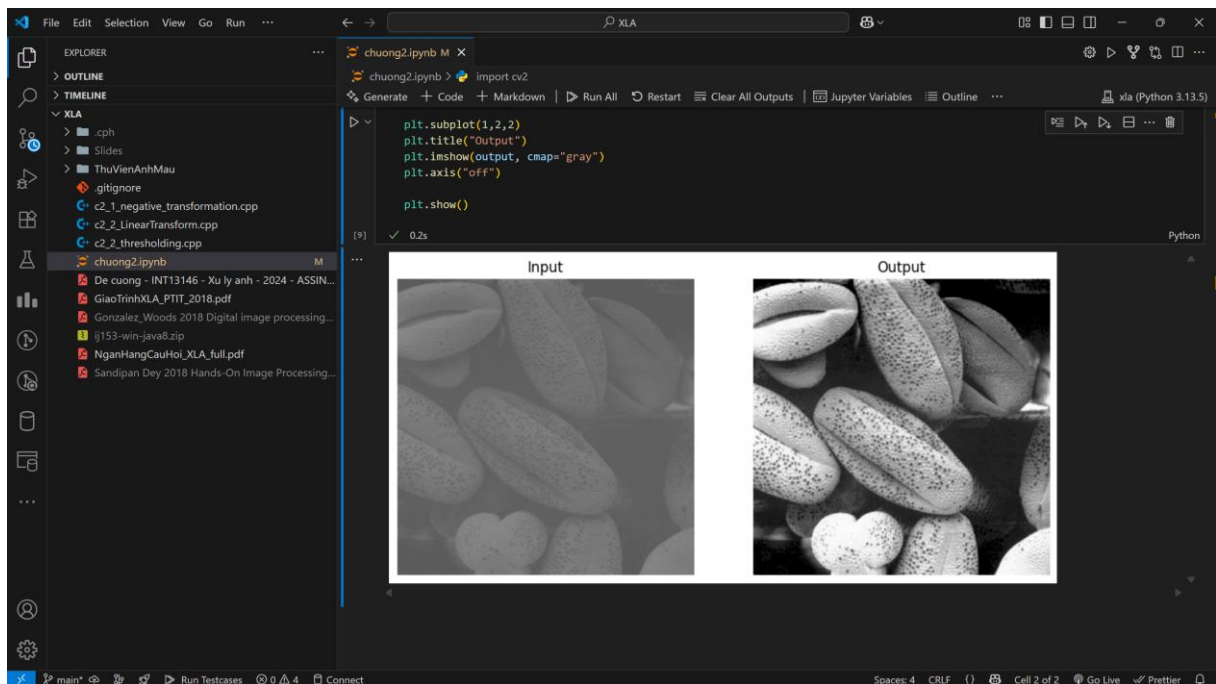 File Edit Selection View Go Run ...
XLA
EXPLORER
OUTLINE
TIMELINE
XLA
.cph
Slides
ThuVienAnhMau
.gitignore
c2_1_negative_transformation.cpp
c2_2_LinearTransform.cpp
c2_2_thresholding.cpp
chuong2.ipynb M
De cuong - INT13146 - Xu ly anh - 2024 - ASSIN...
GiaoTrinhXLA_PTIT_2018.pdf
Gonzalez_Woods 2018 Digital image processing...
ij153-win-java8.zip
NganHangCauHoi_XLA_full.pdf
Sandipan Dey 2018 Hands-On Image Processing...
chuong2.ipynb M
chuong2.ipynb > import cv2
Generate + Code + Markdown | Run All Restart Clear All Outputs | Jupyter Variables Outline ... xla (Python 3.13.5)
plt.subplot(1,2,2)
plt.title("Output")
plt.imshow(output, cmap="gray")
plt.axis("off")
plt.show()
[9] ✓ 0.2s Python
Input Output
main* Run Testcases 0 4 Connect Spaces: 4 CRLF {} Cell 2 of 2 Go Live Prettier